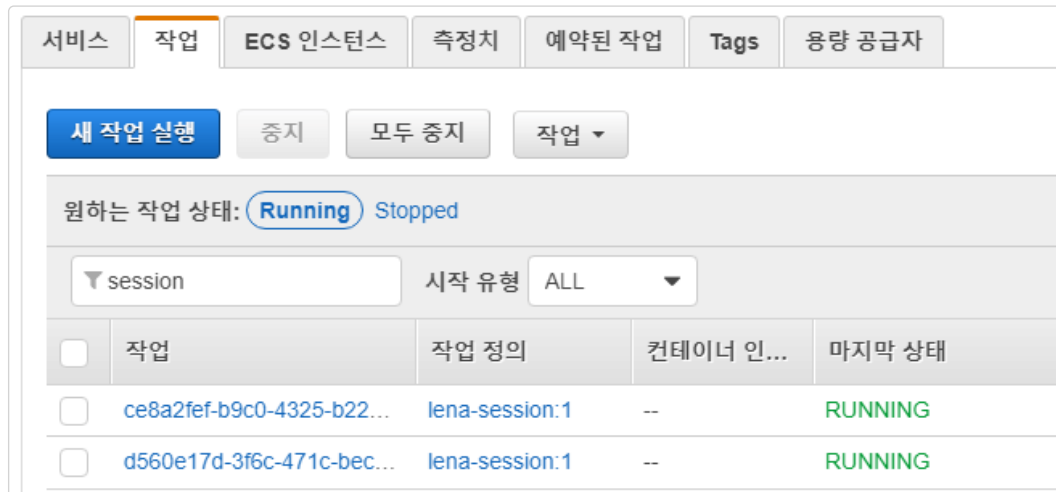 서비스 작업 ECS 인스턴스 측정치 예약된 작업 Tags 용량 공급자
새 작업 실행 중지 모두 중지 작업
원하는 작업 상태: Running Stopped
session 시작 유형 ALL
작업 작업 정의 컨테이너 인... 마지막 상태
ce8a2fef-b9c0-4325-b22... lena-session:1 -- RUNNING
d560e17d-3f6c-471c-bec... lena-session:1 -- RUNNING